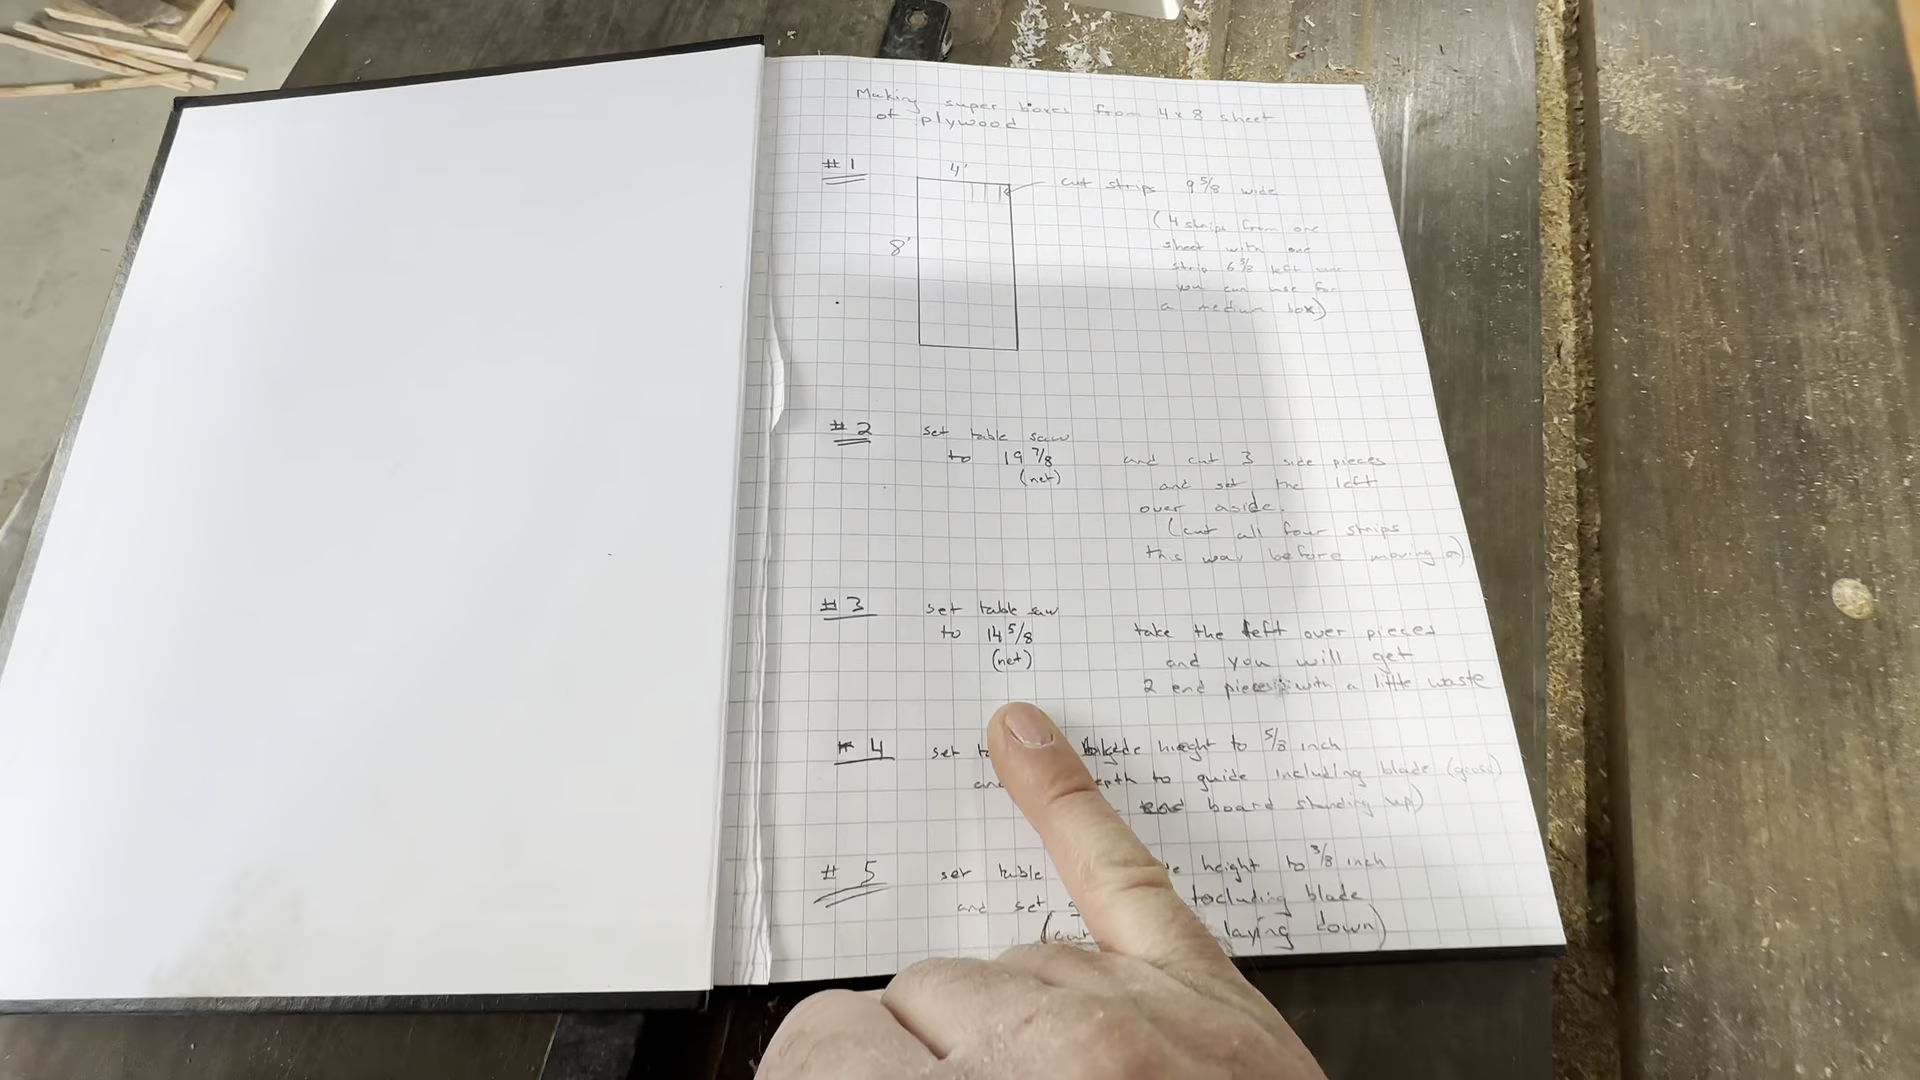 Making super boxes from 4x8 sheet
of plywood
#1
4'
8'
cut strips 9 5/8 wide
(4 strips from one
sheet with one
strip 6 5/8 left over
you can use for
a medium box)
#2
set table saw
to 19 7/8
(net)
and cut 3 side pieces
and set the left
over aside.
(cut all four strips
this way before moving on)
#3
set table saw
to 14 5/8
(net)
take the left over pieces
and you will get
2 end pieces with a little waste
#4
set height to 5/8 inch
and to guide including blade
board standing up)
#5
set table height to 3/8 inch
and set blade
(cut laying down)